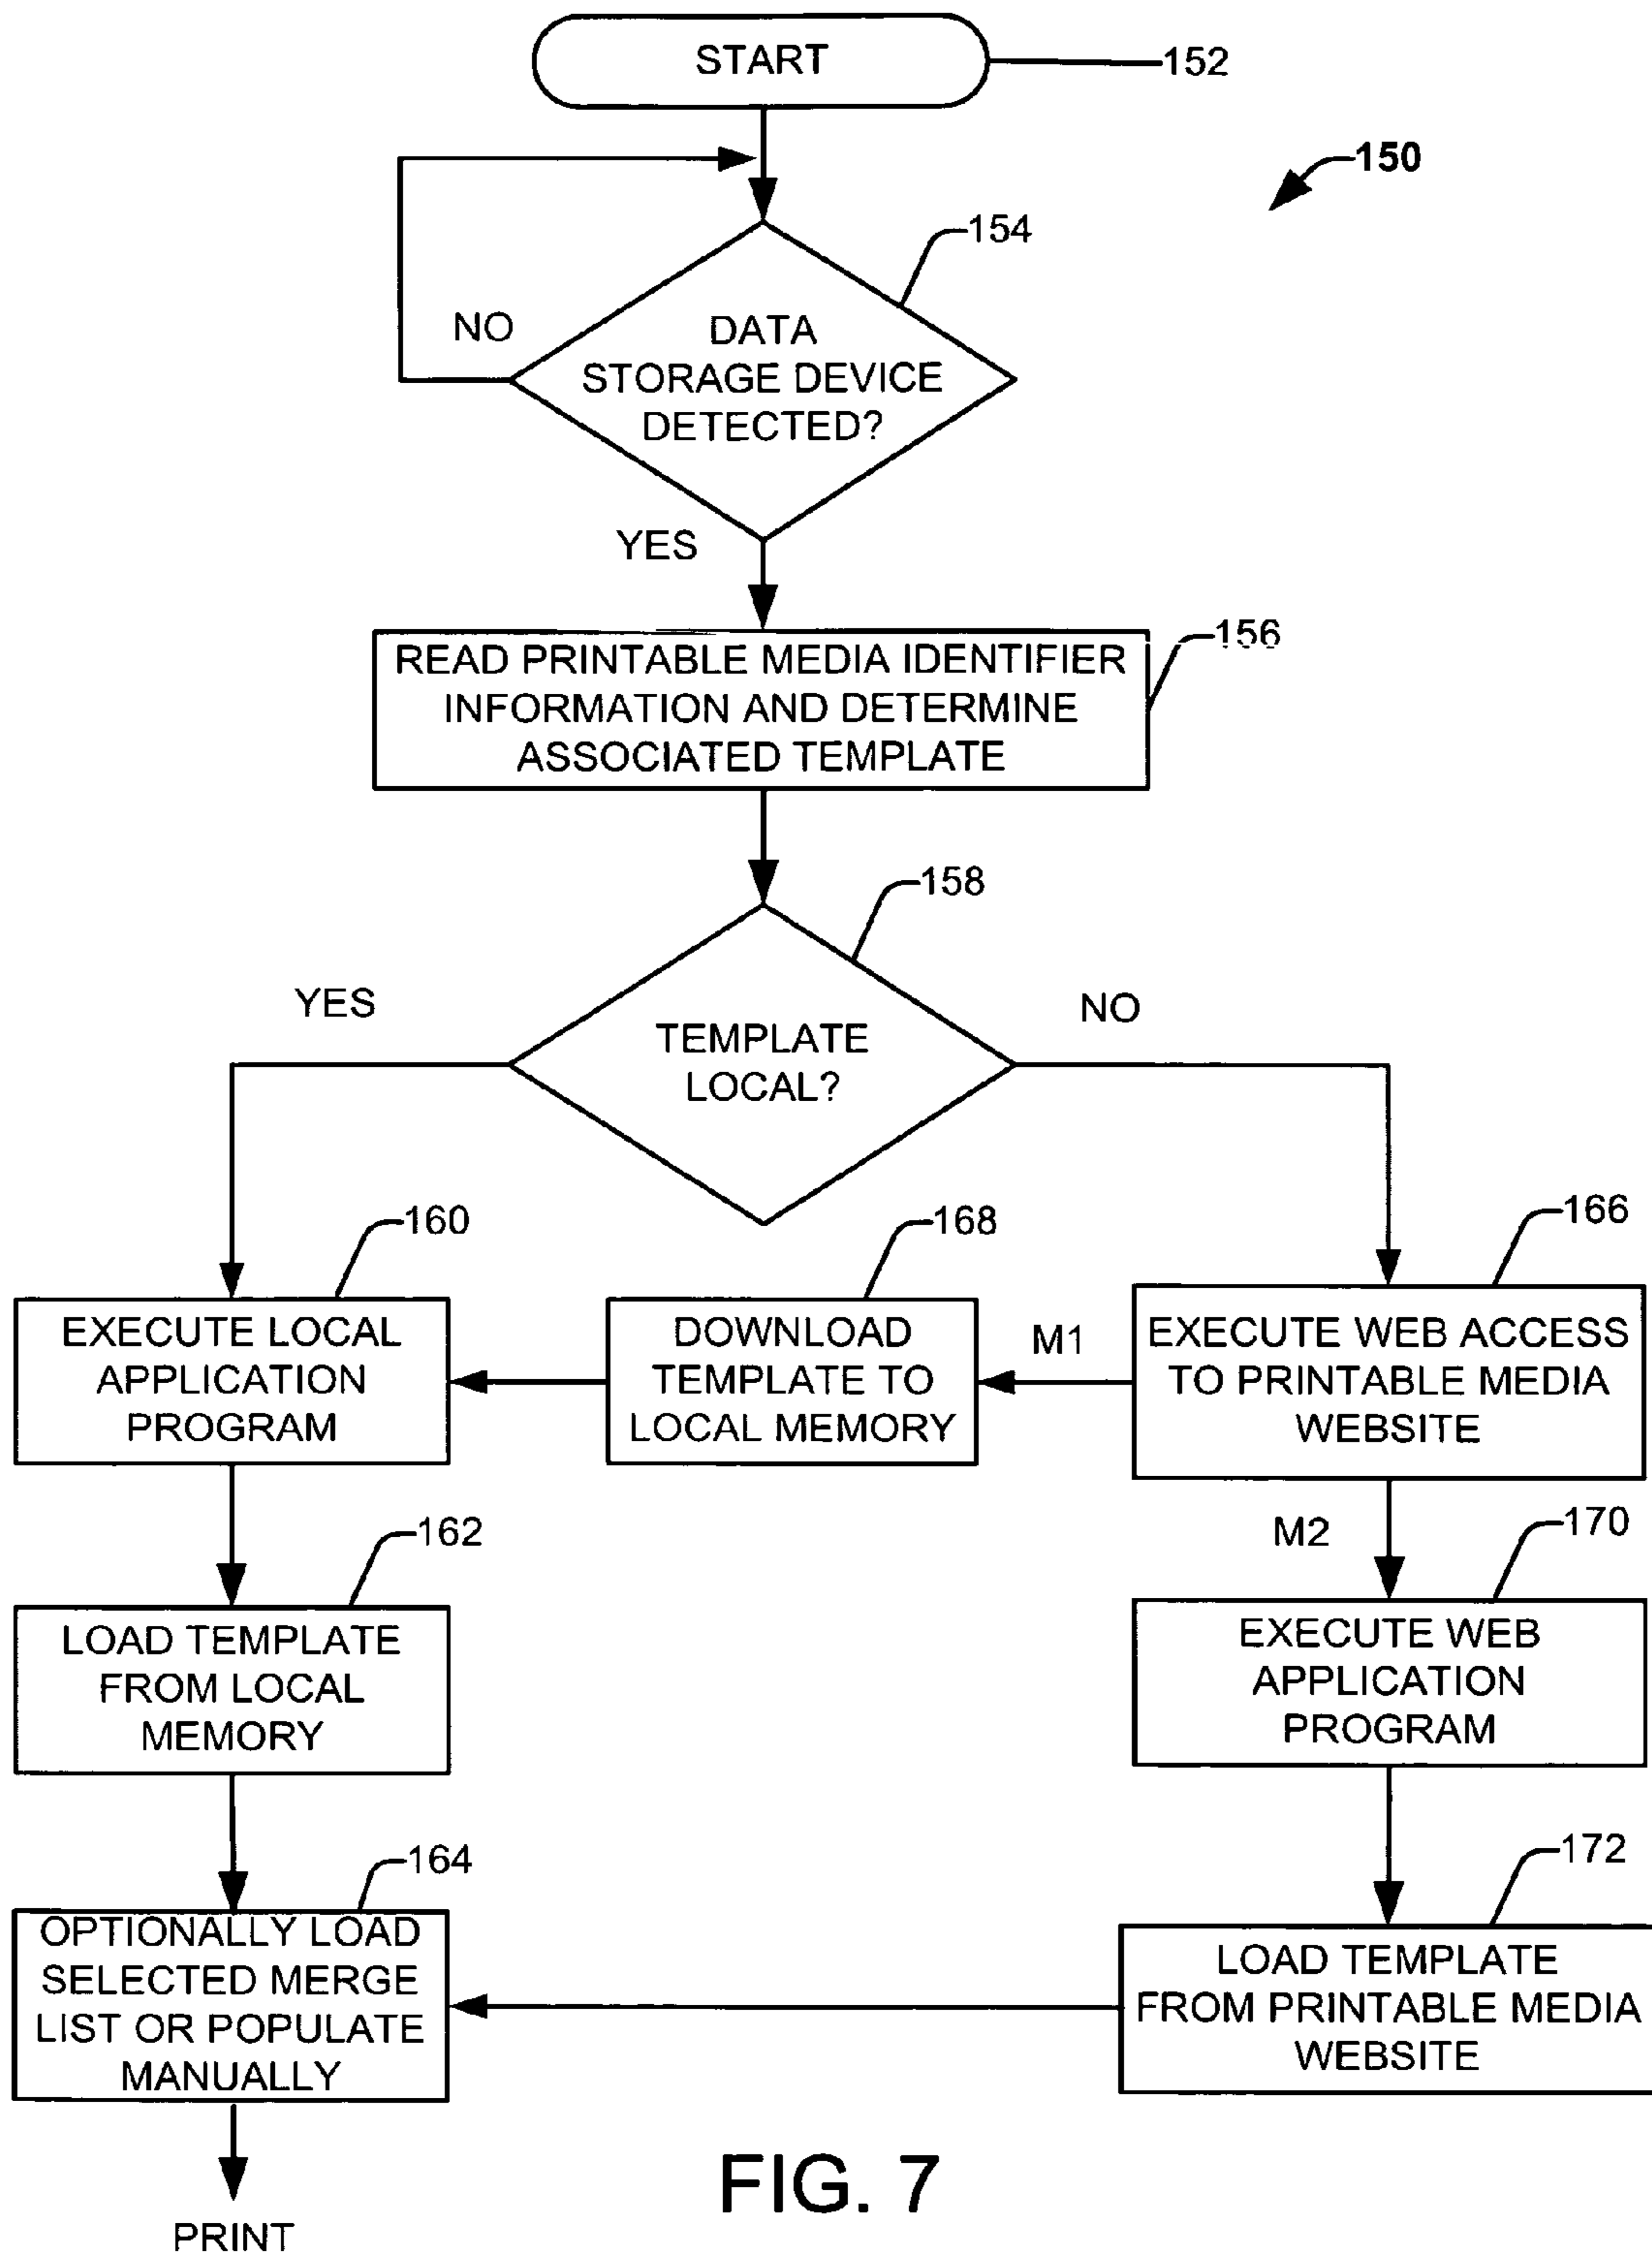 START
152
150
154
NO
DATA
STORAGE DEVICE
DETECTED?
YES
156
READ PRINTABLE MEDIA IDENTIFIER
INFORMATION AND DETERMINE
ASSOCIATED TEMPLATE
158
YES
NO
TEMPLATE
LOCAL?
160
168
166
EXECUTE LOCAL
APPLICATION
PROGRAM
DOWNLOAD
TEMPLATE TO
LOCAL MEMORY
M1
EXECUTE WEB ACCESS
TO PRINTABLE MEDIA
WEBSITE
162
M2
170
LOAD TEMPLATE
FROM LOCAL
MEMORY
EXECUTE WEB
APPLICATION
PROGRAM
164
172
OPTIONALLY LOAD
SELECTED MERGE
LIST OR POPULATE
MANUALLY
LOAD TEMPLATE
FROM PRINTABLE MEDIA
WEBSITE
FIG. 7
PRINT